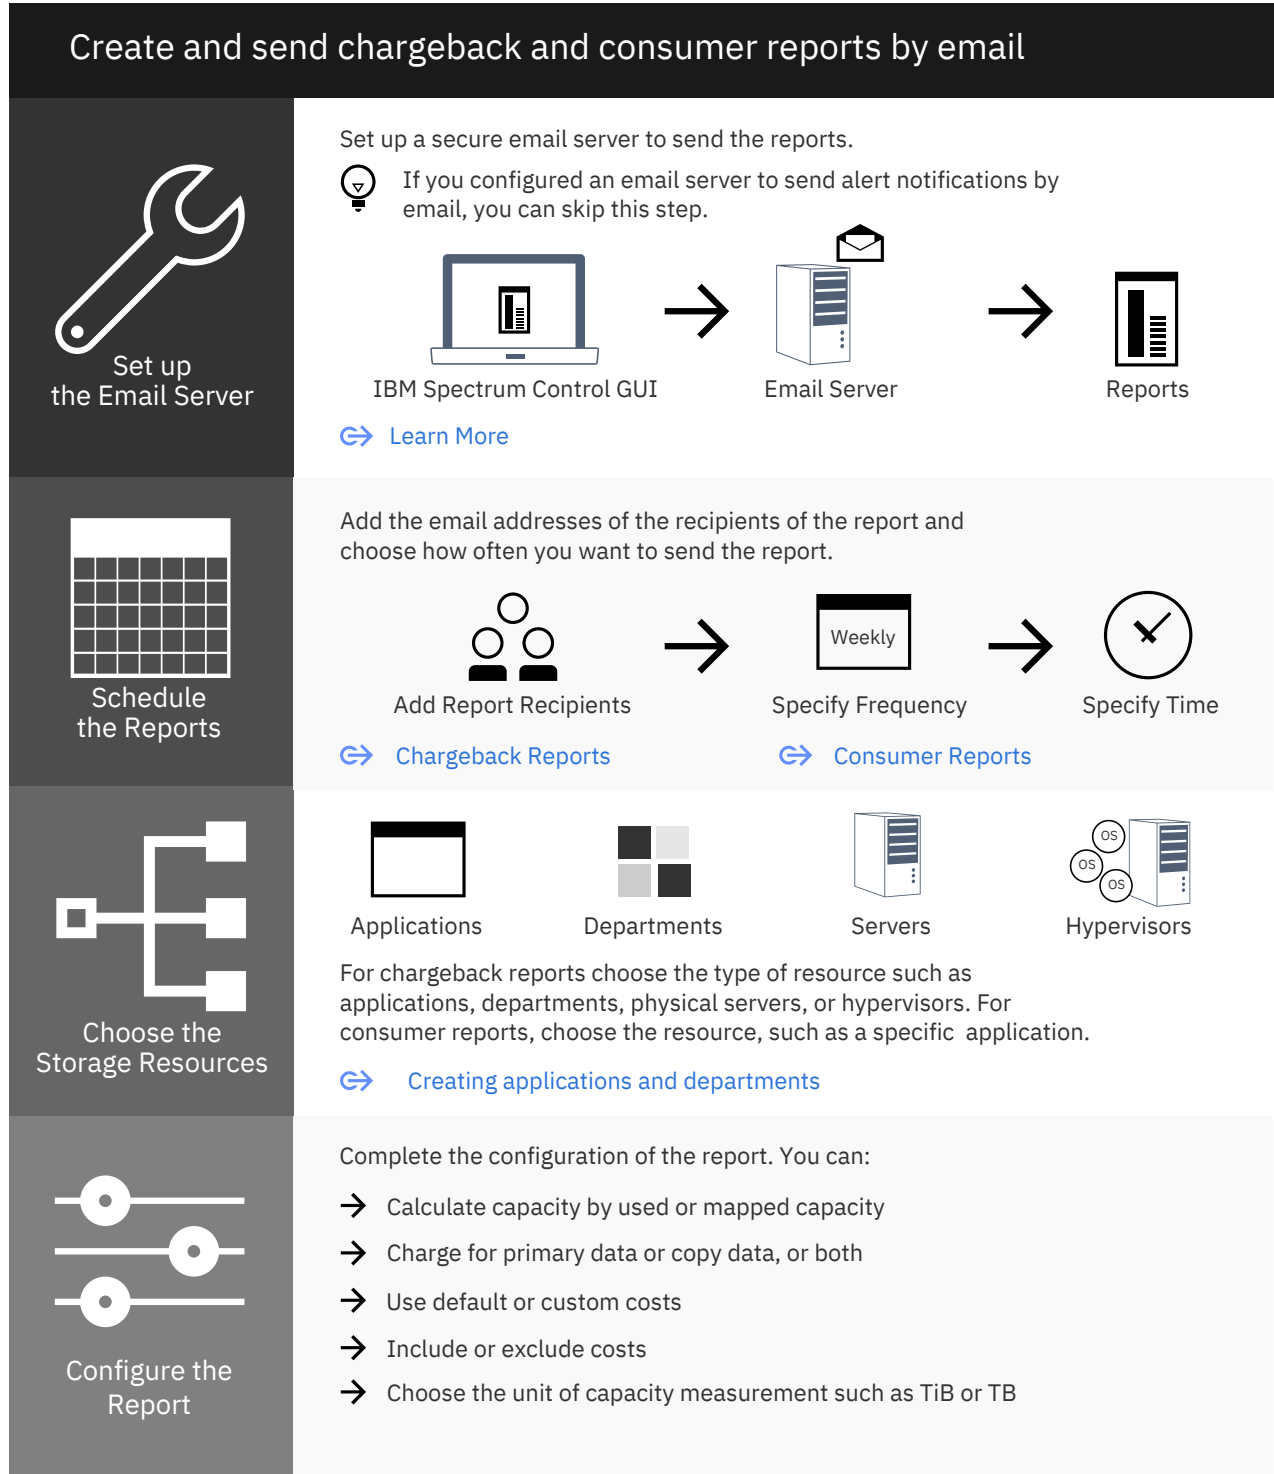 Create and send chargeback and consumer reports by email
Set up a secure email server to send the reports.
If you configured an email server to send alert notifications by
email, you can skip this step.
Set up
the Email Server
IBM Spectrum Control GUI
Email Server
Reports
Learn More
Add the email addresses of the recipients of the report and
choose how often you want to send the report.
Weekly
Schedule
the Reports
Add Report Recipients
Specify Frequency
Specify Time
Chargeback Reports
Consumer Reports
OS
OS
OS
Applications
Departments
Servers
Hypervisors
For chargeback reports choose the type of resource such as
applications, departments, physical servers, or hypervisors. For
consumer reports, choose the resource, such as a specific  application.
Choose the
Storage Resources
Creating applications and departments
Complete the configuration of the report. You can:
Calculate capacity by used or mapped capacity
Charge for primary data or copy data, or both
Use default or custom costs
Include or exclude costs
Choose the unit of capacity measurement such as TiB or TB
Configure the
Report